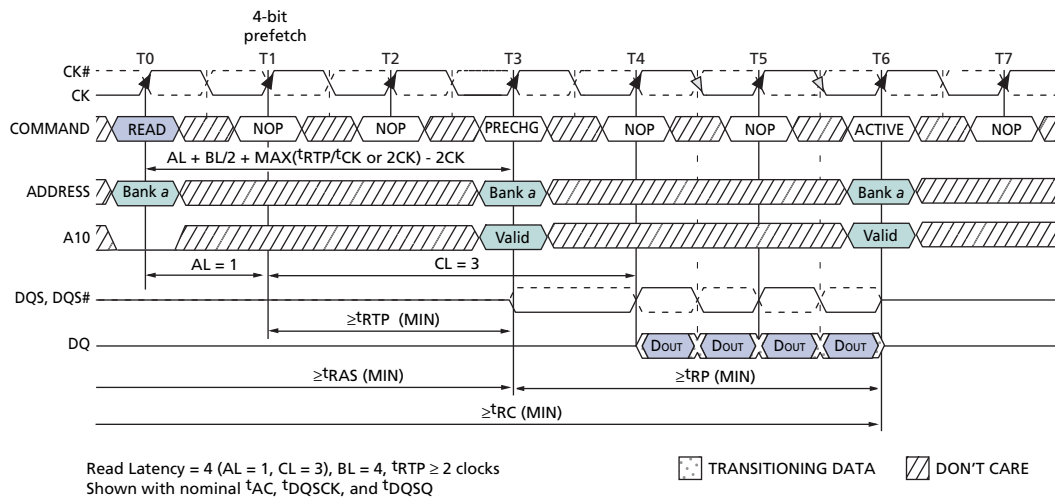 4-bit
prefetch
T0 T1 T2 T3 T4 T5 T6 T7
CK#
CK
COMMAND READ NOP NOP PRECHG NOP NOP ACTIVE NOP
AL + BL/2 + MAX(tRTP/tCK or 2CK) - 2CK
ADDRESS Bank a Bank a Bank a
A10 Valid Valid
AL = 1 CL = 3
DQS, DQS#
≥tRTP (MIN)
DQ DOUT DOUT DOUT DOUT
≥tRAS (MIN) ≥tRP (MIN)
≥tRC (MIN)
Read Latency = 4 (AL = 1, CL = 3), BL = 4, tRTP ≥ 2 clocks
Shown with nominal tAC, tDQSCK, and tDQSQ
TRANSITIONING DATA DON'T CARE